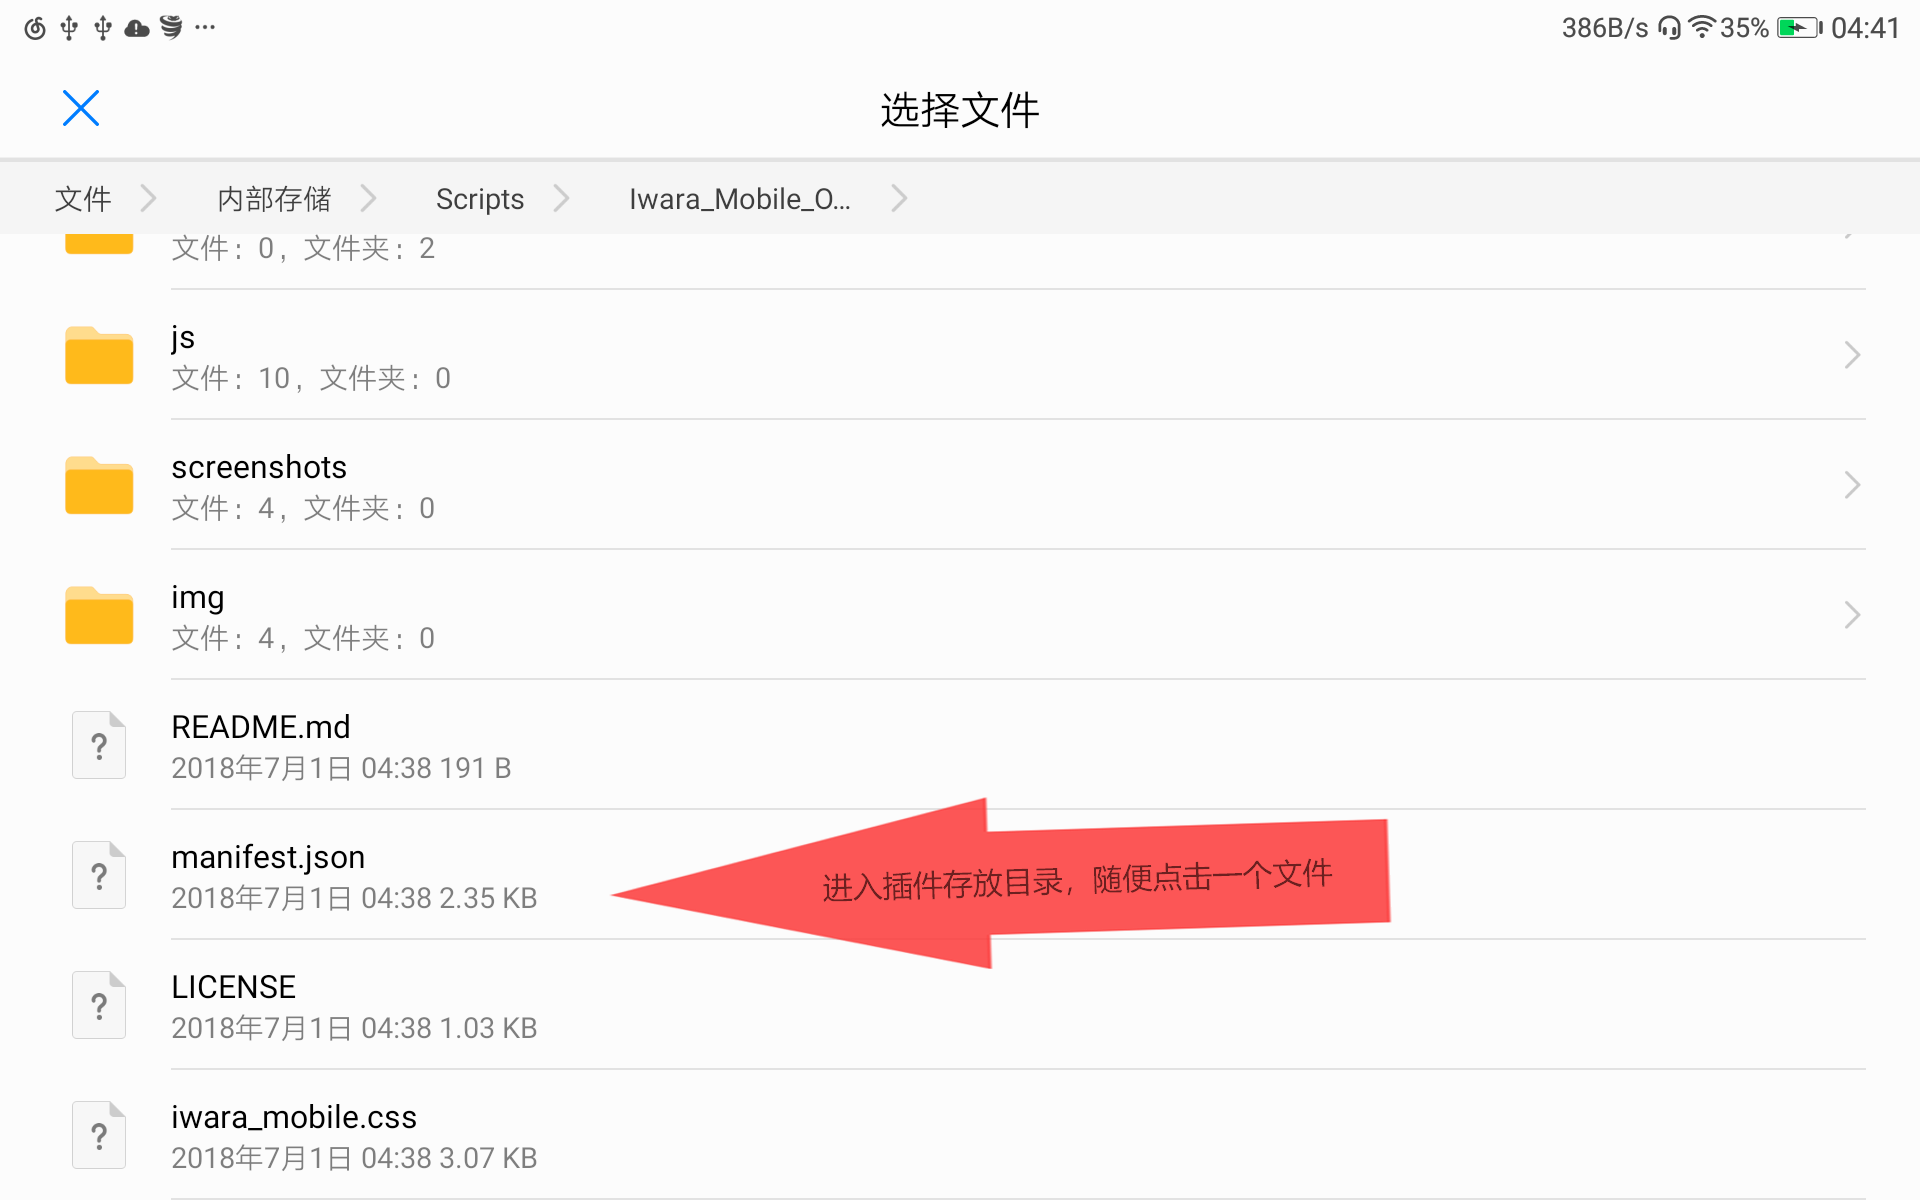 386B/s 35% 04:41
选择文件
文件 内部存储 Scripts Iwara_Mobile_O...
文件：0，文件夹：2
js
文件：10，文件夹：0
screenshots
文件：4，文件夹：0
img
文件：4，文件夹：0
README.md
2018年7月1日 04:38 191 B
manifest.json
2018年7月1日 04:38 2.35 KB
进入插件存放目录，随便点击一个文件
LICENSE
2018年7月1日 04:38 1.03 KB
iwara_mobile.css
2018年7月1日 04:38 3.07 KB